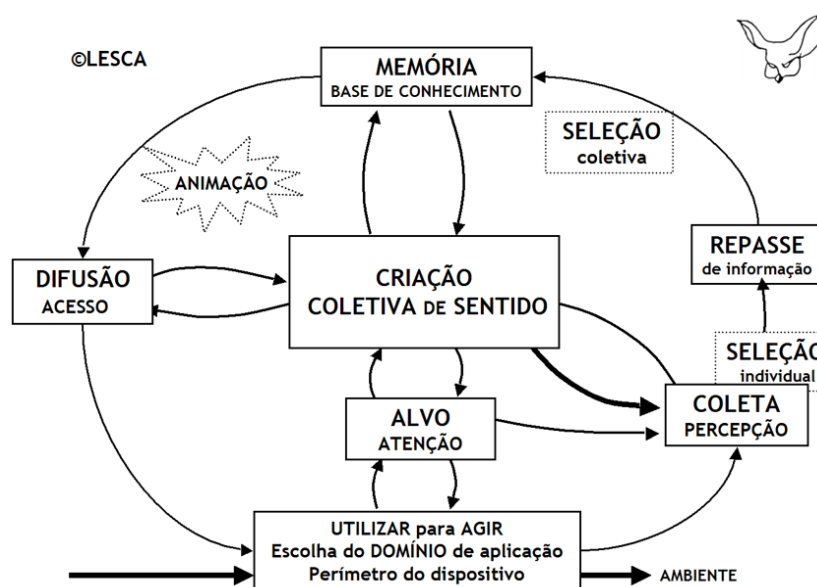 ©LESCA
MEMÓRIA
BASE DE CONHECIMENTO
SELEÇÃO
coletiva
ANIMAÇÃO
DIFUSÃO
ACESSO
CRIAÇÃO
COLETIVA DE SENTIDO
REPASSE
de informação
SELEÇÃO
individual
ALVO
ATENÇÃO
COLETA
PERCEPÇÃO
UTILIZAR para AGIR
Escolha do DOMÍNIO de aplicação
Perímetro do dispositivo
AMBIENTE